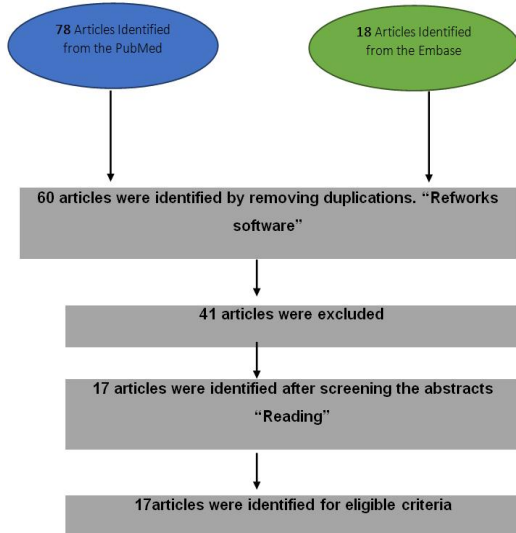 78 Articles Identified
from the PubMed
18 Articles Identified
from the Embase
60 articles were identified by removing duplications. “Refworks
software”
41 articles were excluded
17 articles were identified after screening the abstracts
“Reading”
17articles were identified for eligible criteria